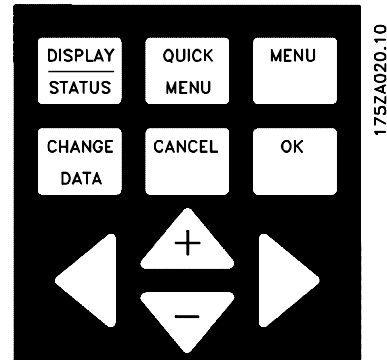 DISPLAY
STATUS
QUICK
MENU
MENU
CHANGE
DATA
CANCEL
OK
+
−
175ZA020.10